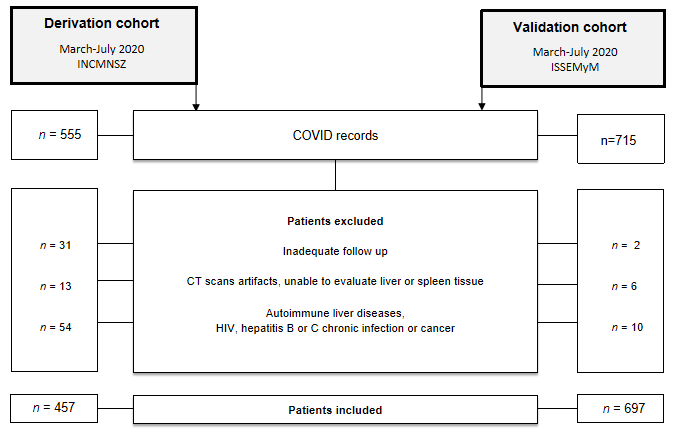 Derivation cohort
March-July 2020
INCMNSZ
Validation cohort
March-July 2020
ISSEMyM
n = 555
COVID records
n=715
Patients excluded
n = 31
Inadequate follow up
n = 2
n = 13
CT scans artifacts, unable to evaluate liver or spleen tissue
n = 6
n = 54
Autoimmune liver diseases,
HIV, hepatitis B or C chronic infection or cancer
n = 10
n = 457
Patients included
n = 697